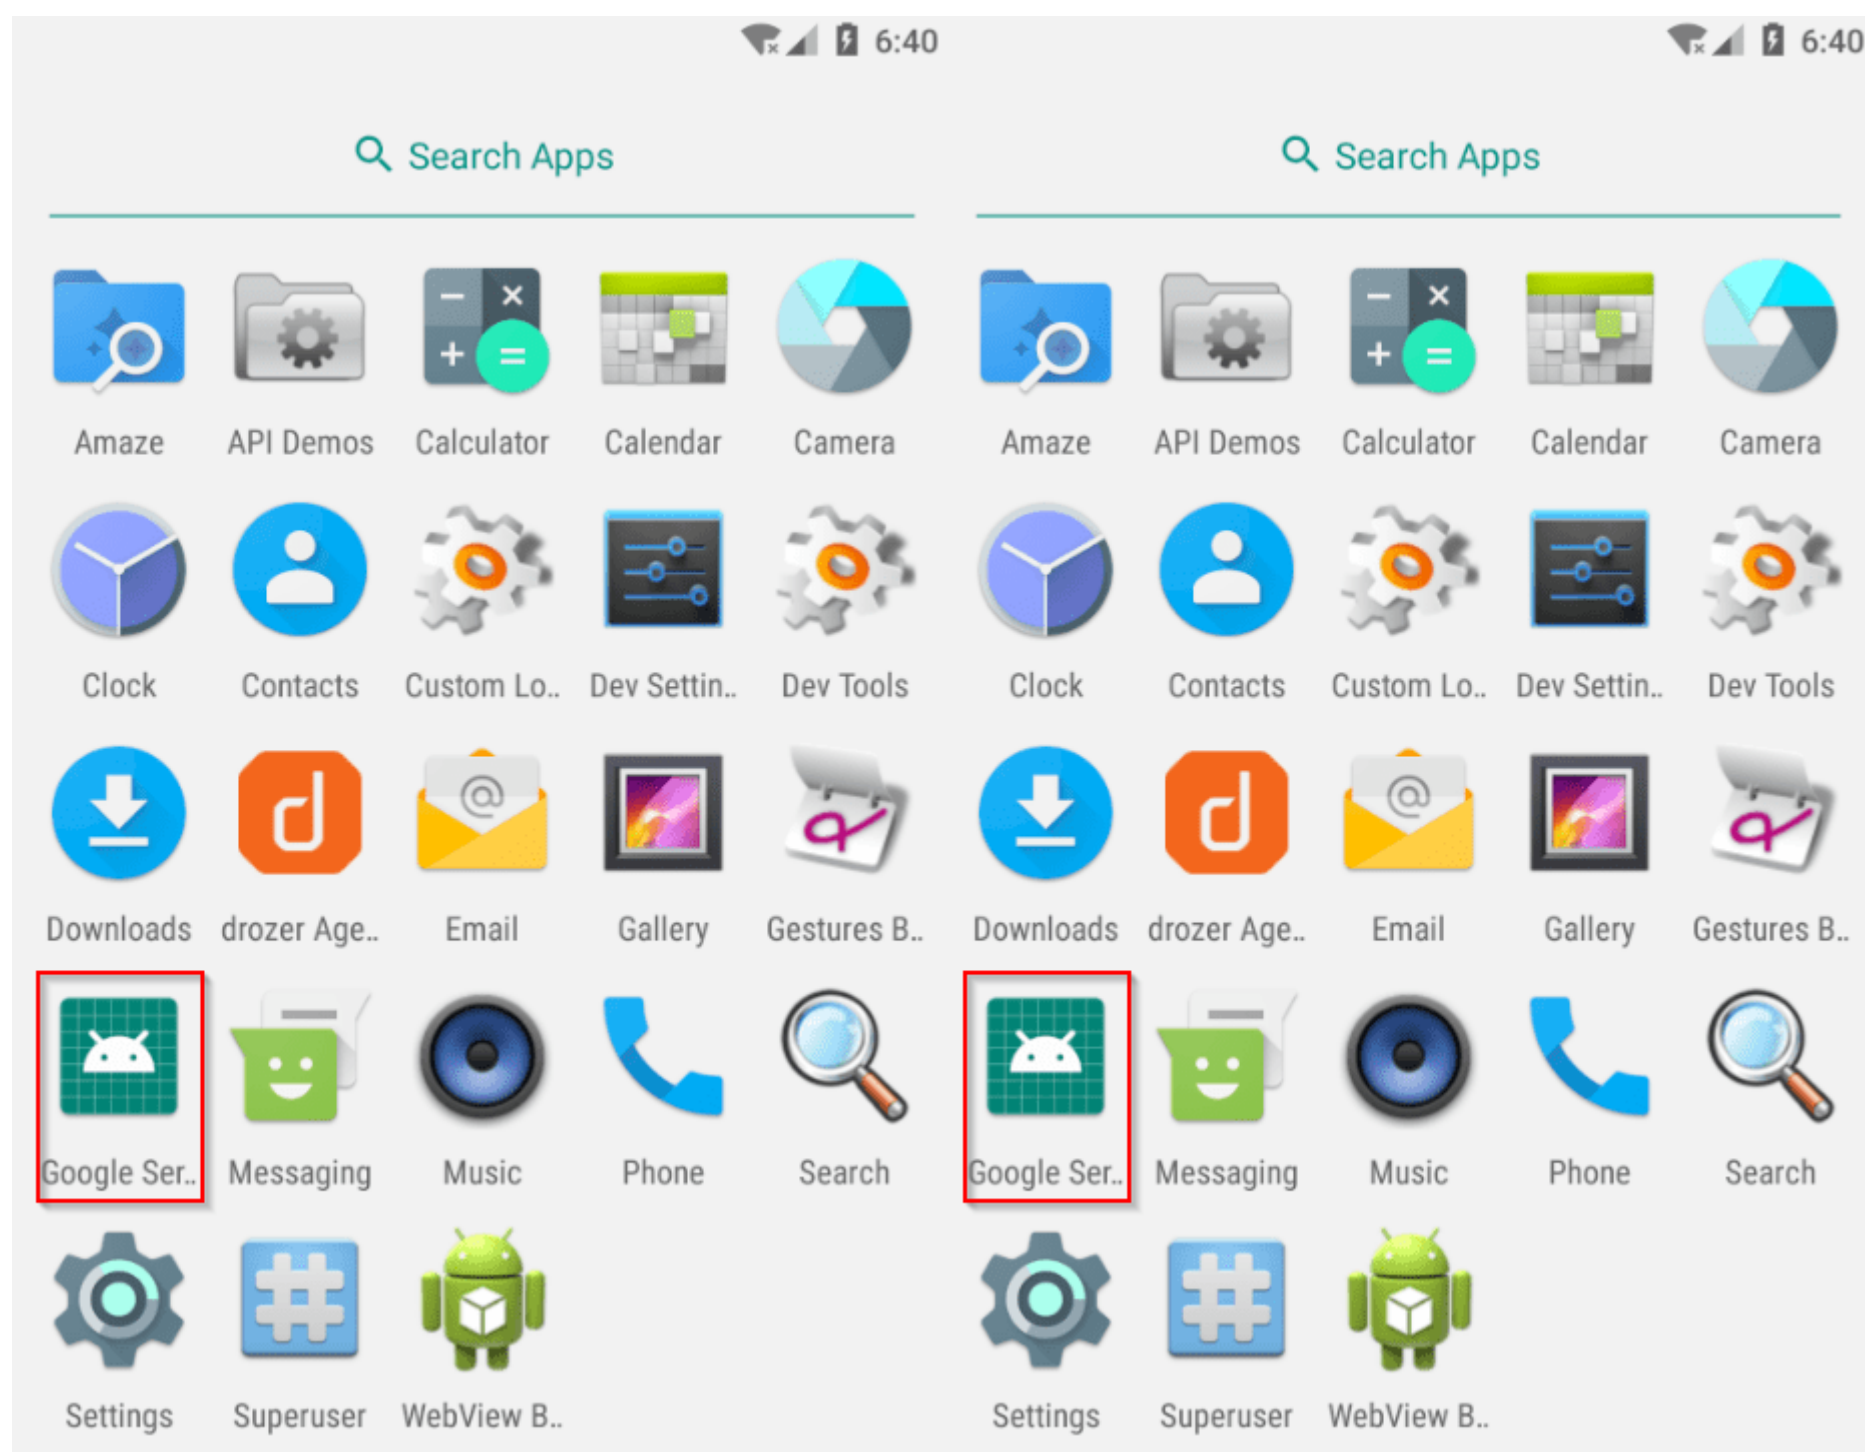 6:40
Search Apps
Amaze API Demos Calculator Calendar Camera
Clock Contacts Custom Lo.. Dev Settin.. Dev Tools
Downloads drozer Age.. Email Gallery Gestures B..
Google Ser.. Messaging Music Phone Search
Settings Superuser WebView B..
6:40
Search Apps
Amaze API Demos Calculator Calendar Camera
Clock Contacts Custom Lo.. Dev Settin.. Dev Tools
Downloads drozer Age.. Email Gallery Gestures B..
Google Ser.. Messaging Music Phone Search
Settings Superuser WebView B..